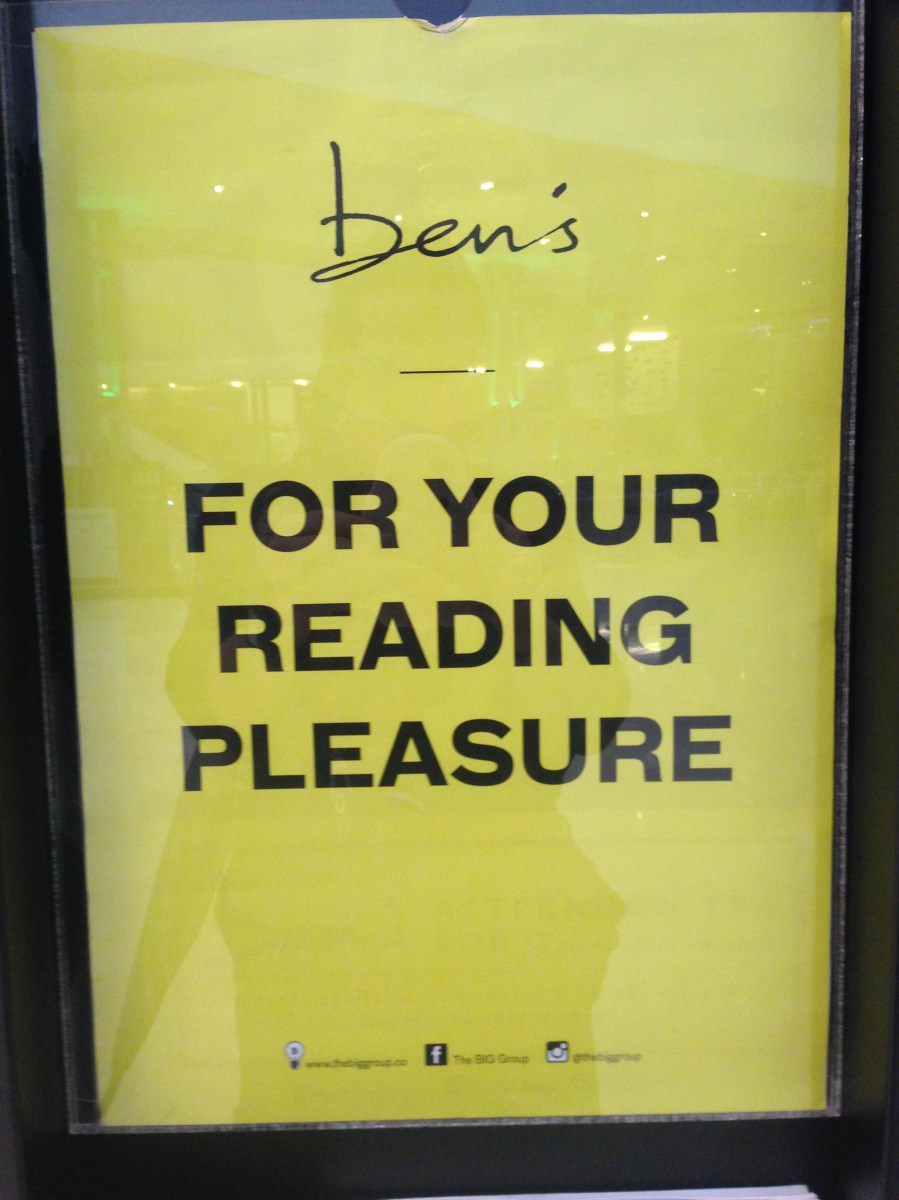 ben's
FOR YOUR
READING
PLEASURE
www.thebiggroup.co The BIG Group @thebiggroup